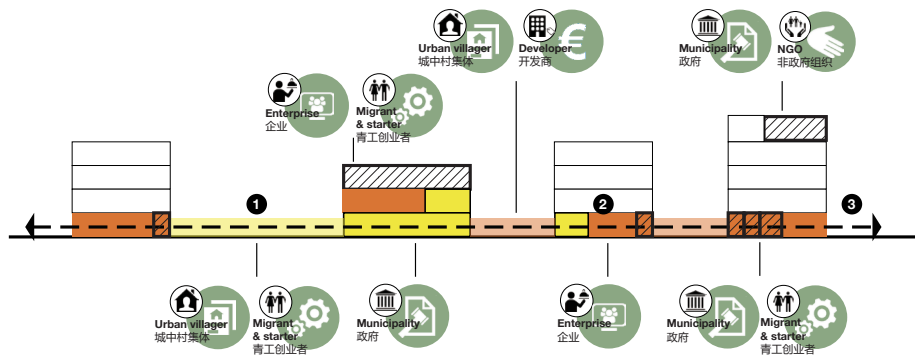 Urban villager
城中村集体
Developer
开发商
€
Municipality
政府
NGO
非政府组织
Enterprise
企业
Migrant
& starter
青工创业者
1
2
3
Urban villager
城中村集体
Migrant
& starter
青工创业者
Municipality
政府
Enterprise
企业
Municipality
政府
Migrant
& starter
青工创业者